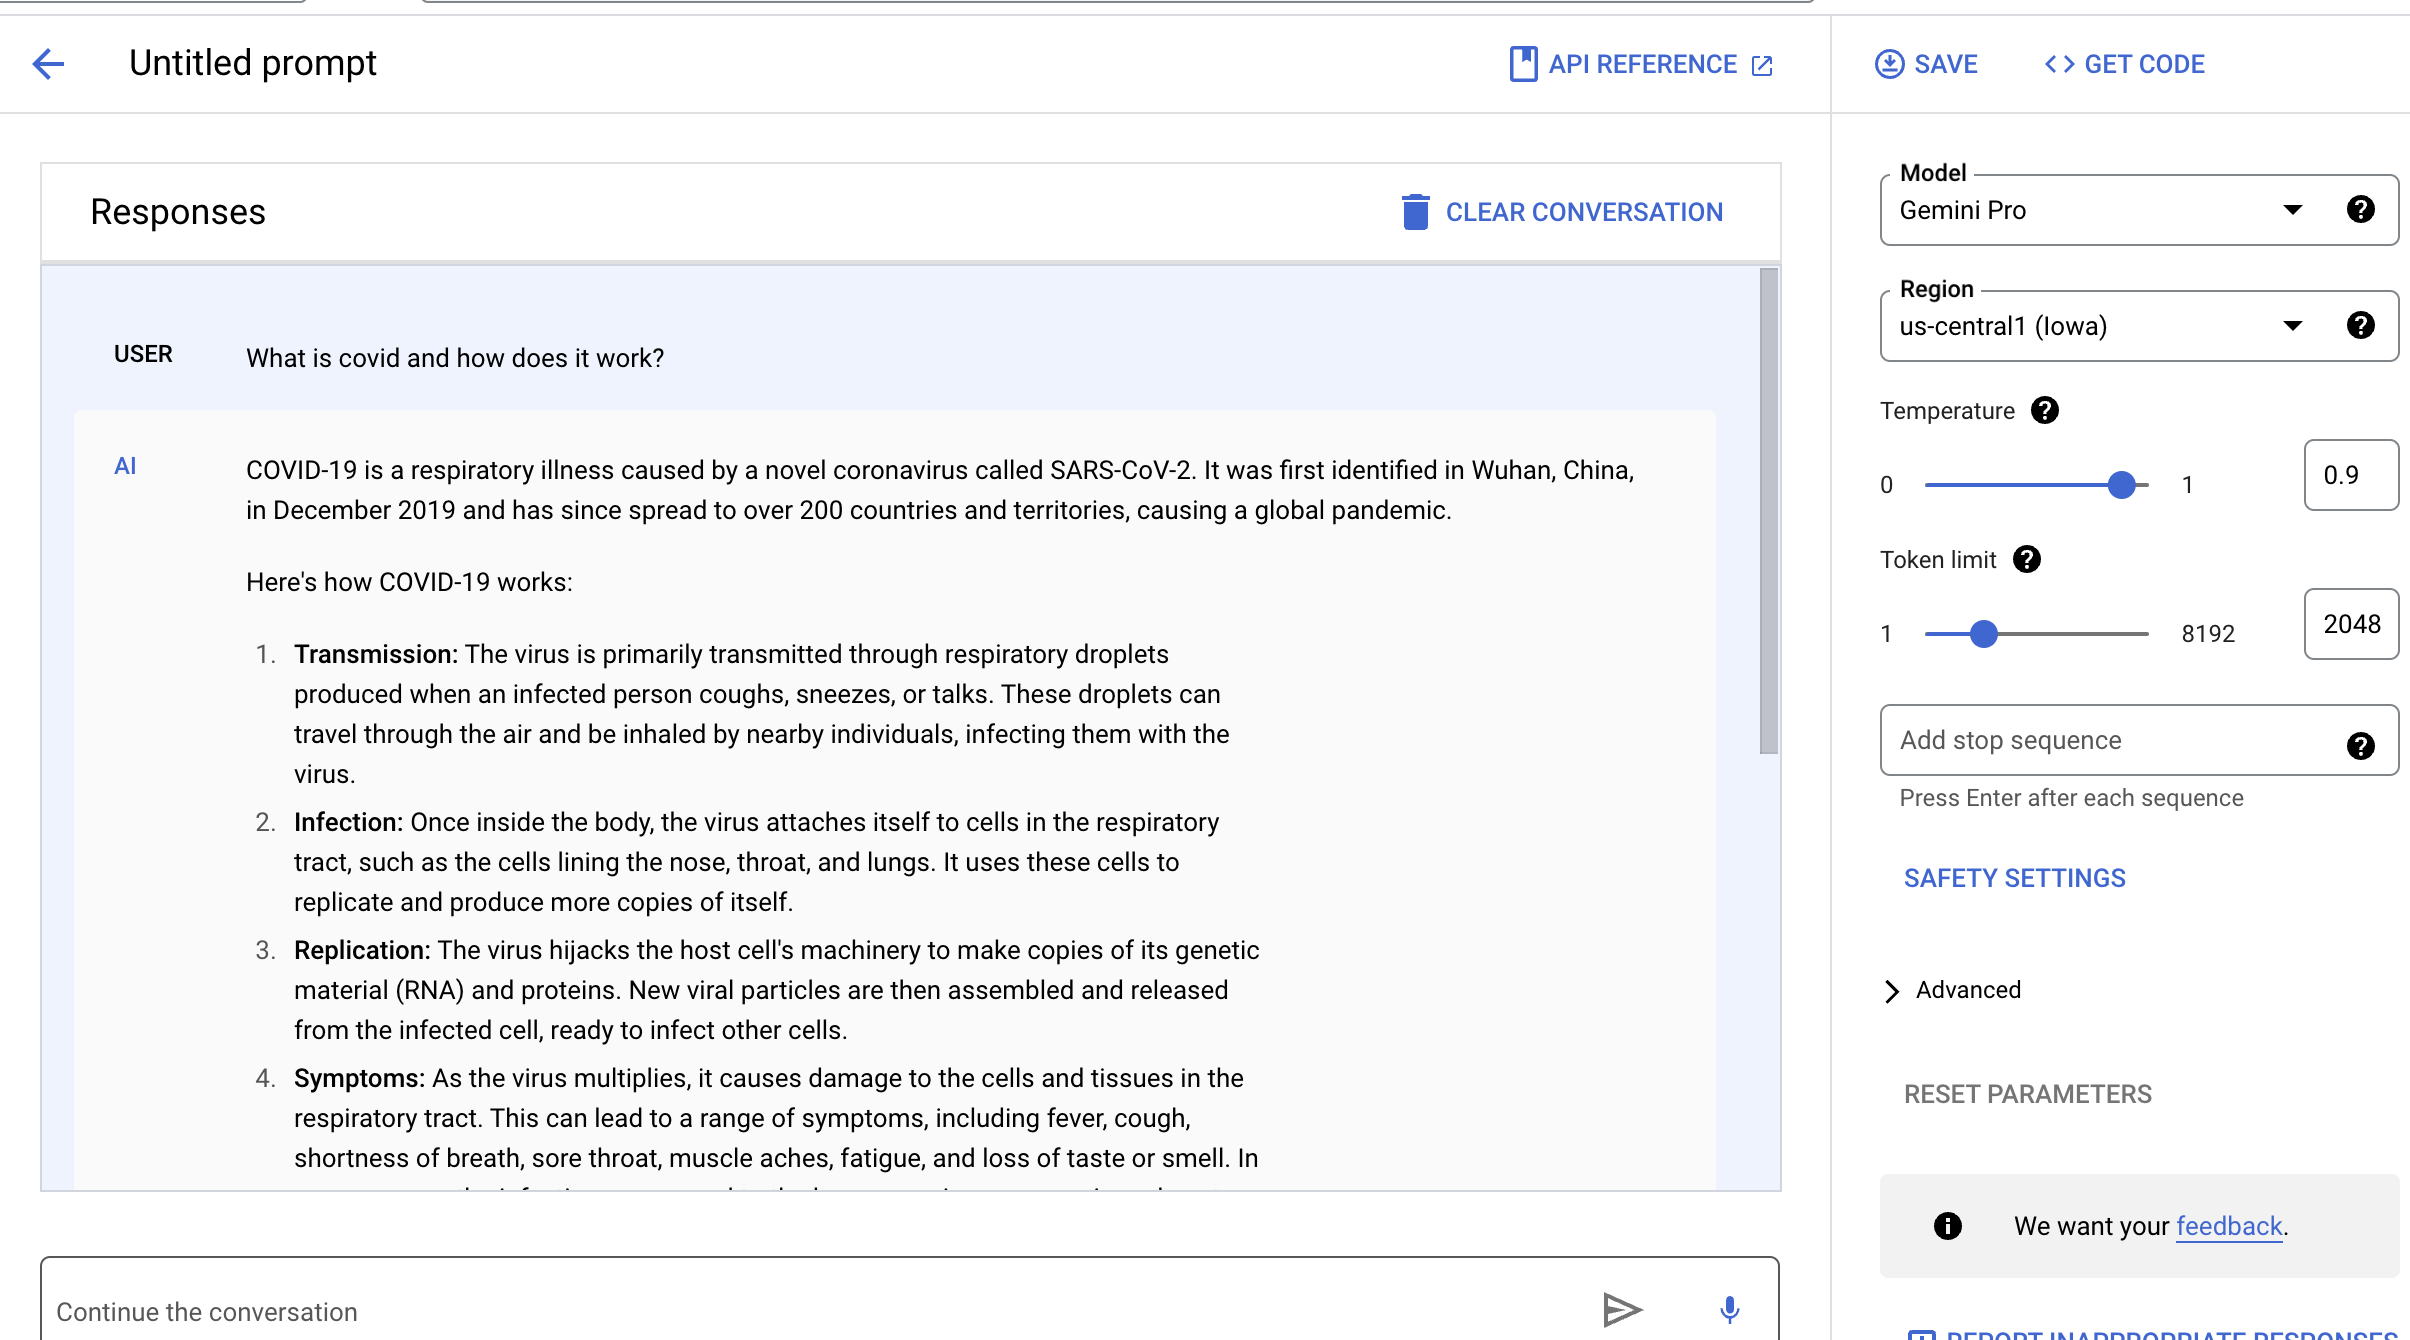 Untitled prompt
API REFERENCE
SAVE
GET CODE
Responses
CLEAR CONVERSATION
USER
What is covid and how does it work?
AI
COVID-19 is a respiratory illness caused by a novel coronavirus called SARS-CoV-2. It was first identified in Wuhan, China,
in December 2019 and has since spread to over 200 countries and territories, causing a global pandemic.
Here's how COVID-19 works:
1. Transmission: The virus is primarily transmitted through respiratory droplets
produced when an infected person coughs, sneezes, or talks. These droplets can
travel through the air and be inhaled by nearby individuals, infecting them with the
virus.
2. Infection: Once inside the body, the virus attaches itself to cells in the respiratory
tract, such as the cells lining the nose, throat, and lungs. It uses these cells to
replicate and produce more copies of itself.
3. Replication: The virus hijacks the host cell's machinery to make copies of its genetic
material (RNA) and proteins. New viral particles are then assembled and released
from the infected cell, ready to infect other cells.
4. Symptoms: As the virus multiplies, it causes damage to the cells and tissues in the
respiratory tract. This can lead to a range of symptoms, including fever, cough,
shortness of breath, sore throat, muscle aches, fatigue, and loss of taste or smell. In
Continue the conversation
Model
Gemini Pro
Region
us-central1 (Iowa)
Temperature
0
1
0.9
Token limit
1
8192
2048
Add stop sequence
Press Enter after each sequence
SAFETY SETTINGS
Advanced
RESET PARAMETERS
We want your feedback.
REPORT INAPPROPRIATE RESPONSES